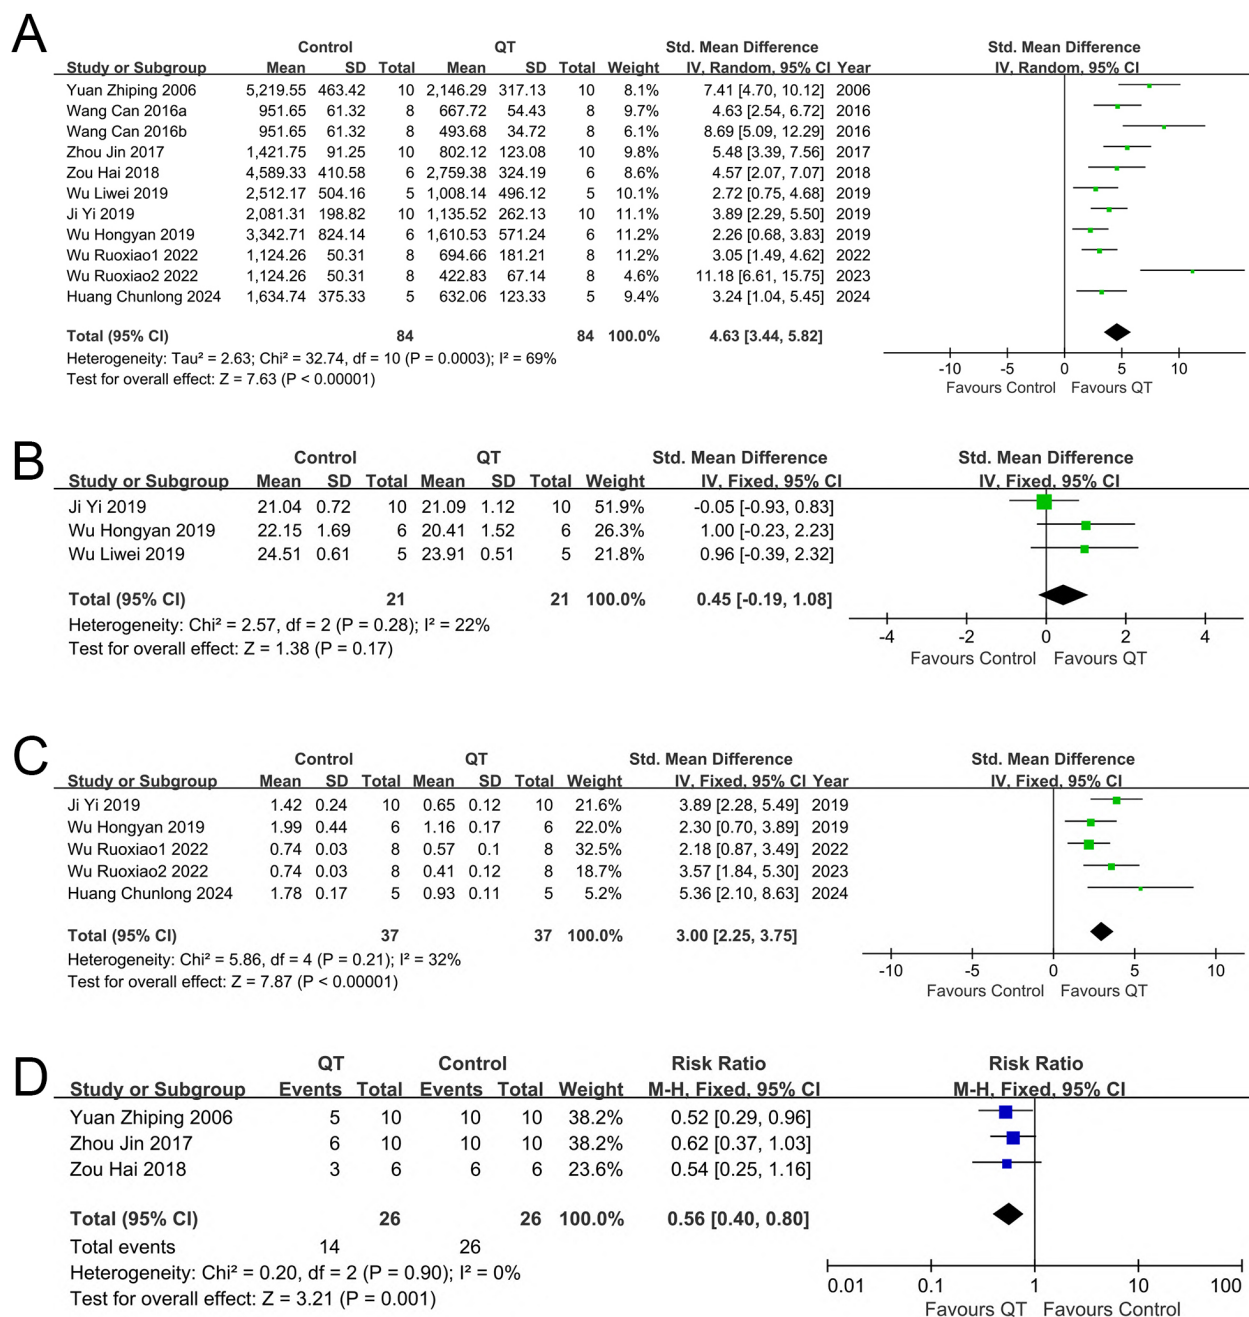 A
Control QT Std. Mean Difference Std. Mean Difference
Study or Subgroup Mean SD Total Mean SD Total Weight IV, Random, 95% CI Year IV, Random, 95% CI
Yuan Zhiping 2006 5,219.55 463.42 10 2,146.29 317.13 10 8.1% 7.41 [4.70, 10.12] 2006
Wang Can 2016a 951.65 61.32 8 667.72 54.43 8 9.7% 4.63 [2.54, 6.72] 2016
Wang Can 2016b 951.65 61.32 8 493.68 34.72 8 6.1% 8.69 [5.09, 12.29] 2016
Zhou Jin 2017 1,421.75 91.25 10 802.12 123.08 10 9.8% 5.48 [3.39, 7.56] 2017
Zou Hai 2018 4,589.33 410.58 6 2,759.38 324.19 6 8.6% 4.57 [2.07, 7.07] 2018
Wu Liwei 2019 2,512.17 504.16 5 1,008.14 496.12 5 10.1% 2.72 [0.75, 4.68] 2019
Ji Yi 2019 2,081.31 198.82 10 1,135.52 262.13 10 11.1% 3.89 [2.29, 5.50] 2019
Wu Hongyan 2019 3,342.71 824.14 6 1,610.53 571.24 6 11.2% 2.26 [0.68, 3.83] 2019
Wu Ruoxiao1 2022 1,124.26 50.31 8 694.66 181.21 8 11.2% 3.05 [1.49, 4.62] 2022
Wu Ruoxiao2 2022 1,124.26 50.31 8 422.83 67.14 8 4.6% 11.18 [6.61, 15.75] 2023
Huang Chunlong 2024 1,634.74 375.33 5 632.06 123.33 5 9.4% 3.24 [1.04, 5.45] 2024
Total (95% CI) 84 84 100.0% 4.63 [3.44, 5.82]
Heterogeneity: Tau² = 2.63; Chi² = 32.74, df = 10 (P = 0.0003); I² = 69%
Test for overall effect: Z = 7.63 (P < 0.00001)
-10 -5 0 5 10
Favours Control Favours QT
B
Control QT Std. Mean Difference Std. Mean Difference
Study or Subgroup Mean SD Total Mean SD Total Weight IV, Fixed, 95% CI IV, Fixed, 95% CI
Ji Yi 2019 21.04 0.72 10 21.09 1.12 10 51.9% -0.05 [-0.93, 0.83]
Wu Hongyan 2019 22.15 1.69 6 20.41 1.52 6 26.3% 1.00 [-0.23, 2.23]
Wu Liwei 2019 24.51 0.61 5 23.91 0.51 5 21.8% 0.96 [-0.39, 2.32]
Total (95% CI) 21 21 100.0% 0.45 [-0.19, 1.08]
Heterogeneity: Chi² = 2.57, df = 2 (P = 0.28); I² = 22%
Test for overall effect: Z = 1.38 (P = 0.17)
-4 -2 0 2 4
Favours Control Favours QT
C
Control QT Std. Mean Difference Std. Mean Difference
Study or Subgroup Mean SD Total Mean SD Total Weight IV, Fixed, 95% CI Year IV, Fixed, 95% CI
Ji Yi 2019 1.42 0.24 10 0.65 0.12 10 21.6% 3.89 [2.28, 5.49] 2019
Wu Hongyan 2019 1.99 0.44 6 1.16 0.17 6 22.0% 2.30 [0.70, 3.89] 2019
Wu Ruoxiao1 2022 0.74 0.03 8 0.57 0.1 8 32.5% 2.18 [0.87, 3.49] 2022
Wu Ruoxiao2 2022 0.74 0.03 8 0.41 0.12 8 18.7% 3.57 [1.84, 5.30] 2023
Huang Chunlong 2024 1.78 0.17 5 0.93 0.11 5 5.2% 5.36 [2.10, 8.63] 2024
Total (95% CI) 37 37 100.0% 3.00 [2.25, 3.75]
Heterogeneity: Chi² = 5.86, df = 4 (P = 0.21); I² = 32%
Test for overall effect: Z = 7.87 (P < 0.00001)
-10 -5 0 5 10
Favours Control Favours QT
D
QT Control Risk Ratio Risk Ratio
Study or Subgroup Events Total Events Total Weight M-H, Fixed, 95% CI M-H, Fixed, 95% CI
Yuan Zhiping 2006 5 10 10 10 38.2% 0.52 [0.29, 0.96]
Zhou Jin 2017 6 10 10 10 38.2% 0.62 [0.37, 1.03]
Zou Hai 2018 3 6 6 6 23.6% 0.54 [0.25, 1.16]
Total (95% CI) 26 26 100.0% 0.56 [0.40, 0.80]
Total events 14 26
Heterogeneity: Chi² = 0.20, df = 2 (P = 0.90); I² = 0%
Test for overall effect: Z = 3.21 (P = 0.001)
0.01 0.1 1 10 100
Favours QT Favours Control